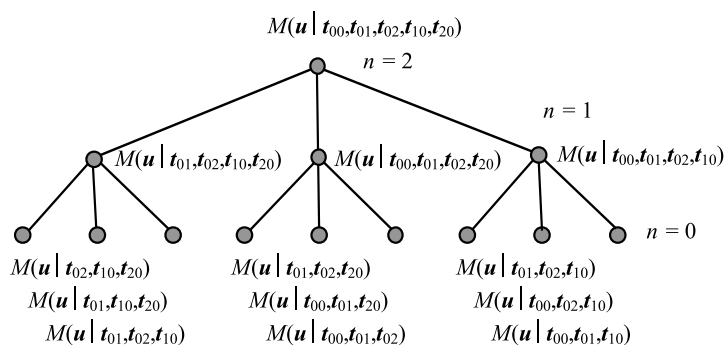 M(u | t00,t01,t02,t10,t20)
n = 2
n = 1
M(u | t01,t02,t10,t20) M(u | t00,t01,t02,t20) M(u | t00,t01,t02,t10)
n = 0
M(u | t02,t10,t20) M(u | t01,t02,t20) M(u | t01,t02,t10)
M(u | t01,t10,t20) M(u | t00,t01,t20) M(u | t00,t02,t10)
M(u | t01,t02,t10) M(u | t00,t01,t02) M(u | t00,t01,t10)